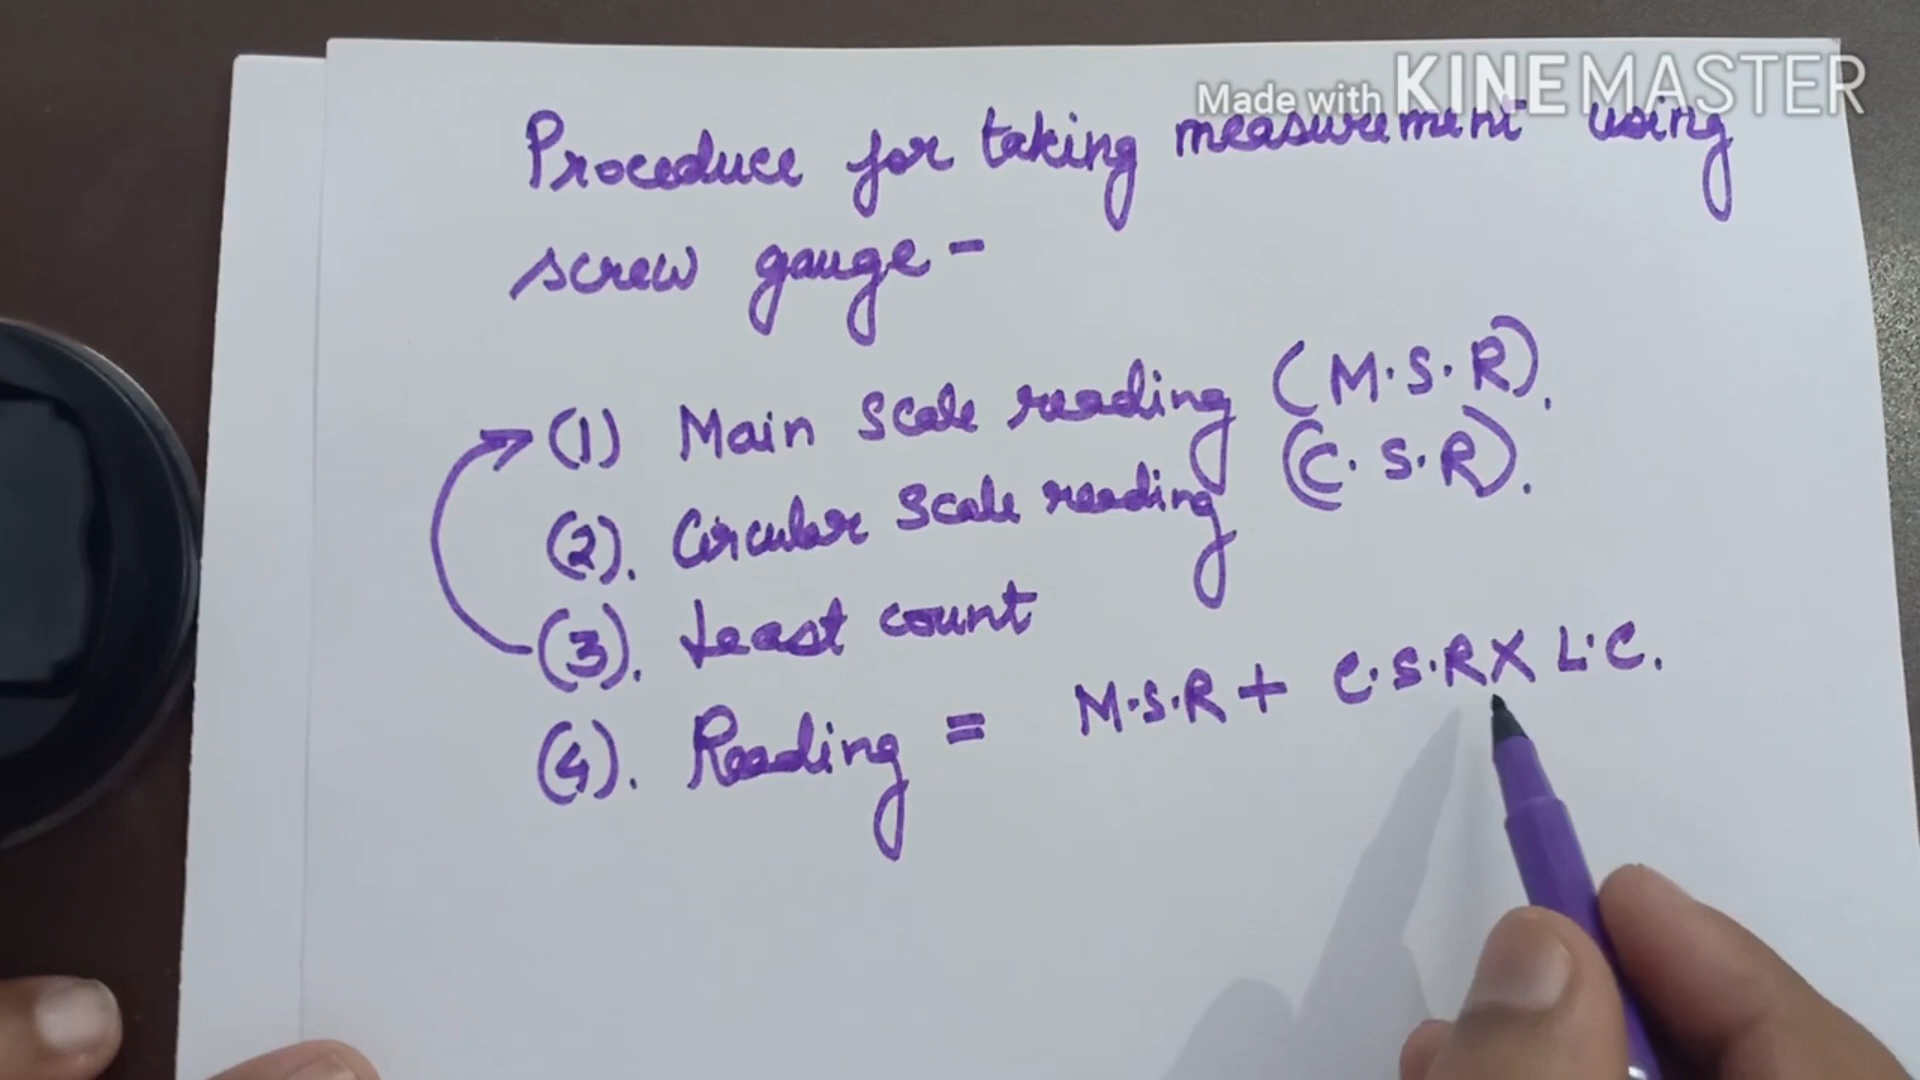 Made with KINEMASTER
Procedure for taking measurement using
screw gauge -
(1) Main scale reading (M.S.R).
(2). Circular scale reading (C.S.R).
(3). Least count
(4). Reading = M.S.R + C.S.R X L.C.